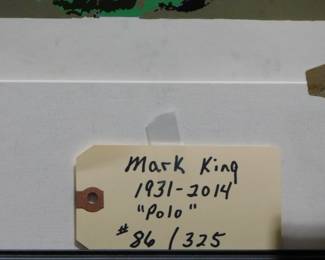 Mark King
1931-2014
"Polo"
# 86 / 325